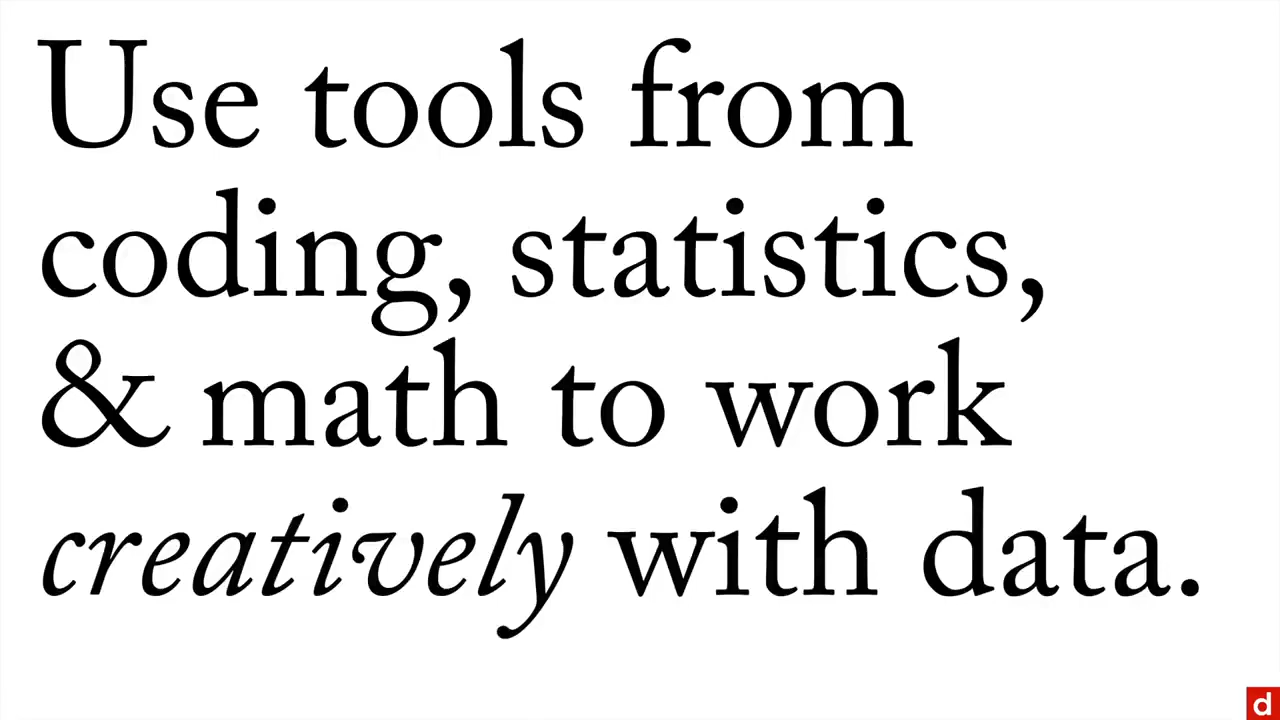 Use tools from
coding, statistics,
& math to work
creatively with data.
d